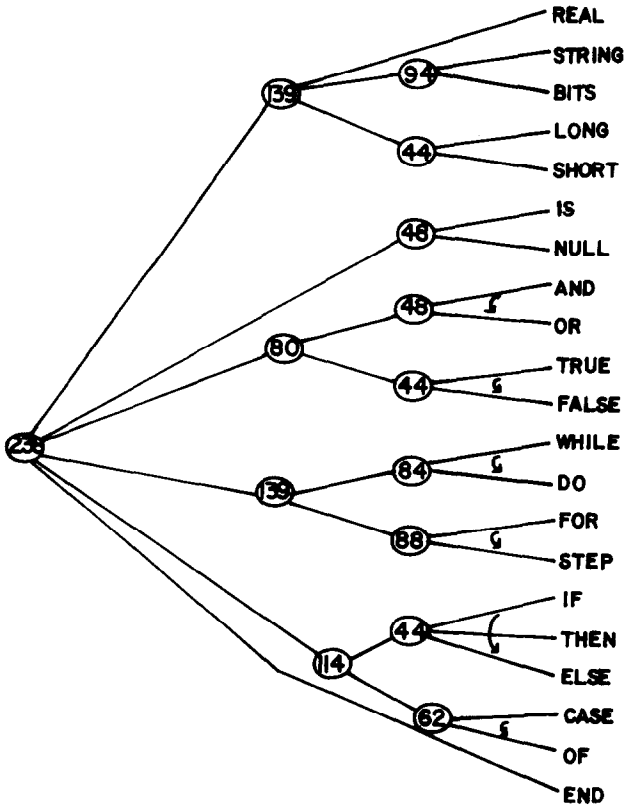 REAL
STRING
94
139
BITS
LONG
44
SHORT
IS
48
NULL
AND
48
OR
80
TRUE
44
FALSE
238
WHILE
84
DO
139
FOR
88
STEP
IF
44
THEN
114
ELSE
CASE
62
OF
END